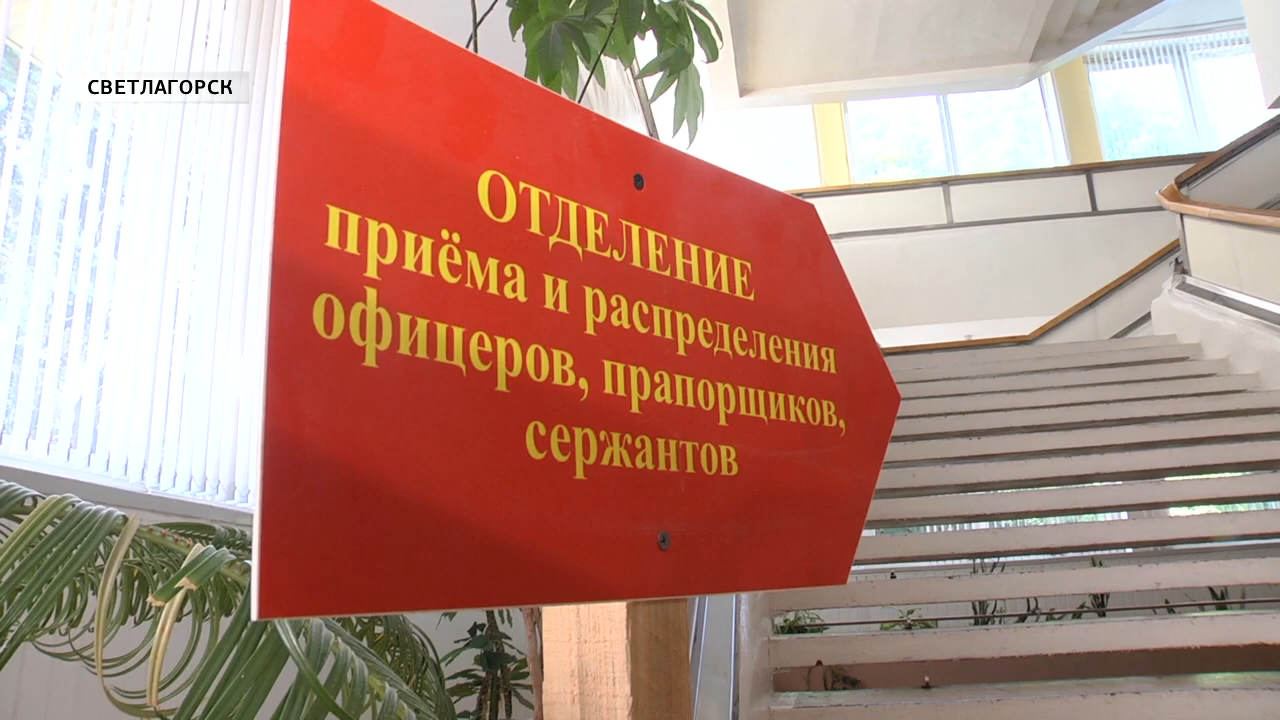 СВЕТЛАГОРСК
ОТДЕЛЕНИЕ
приёма и распределения
офицеров, прапорщиков,
сержантов